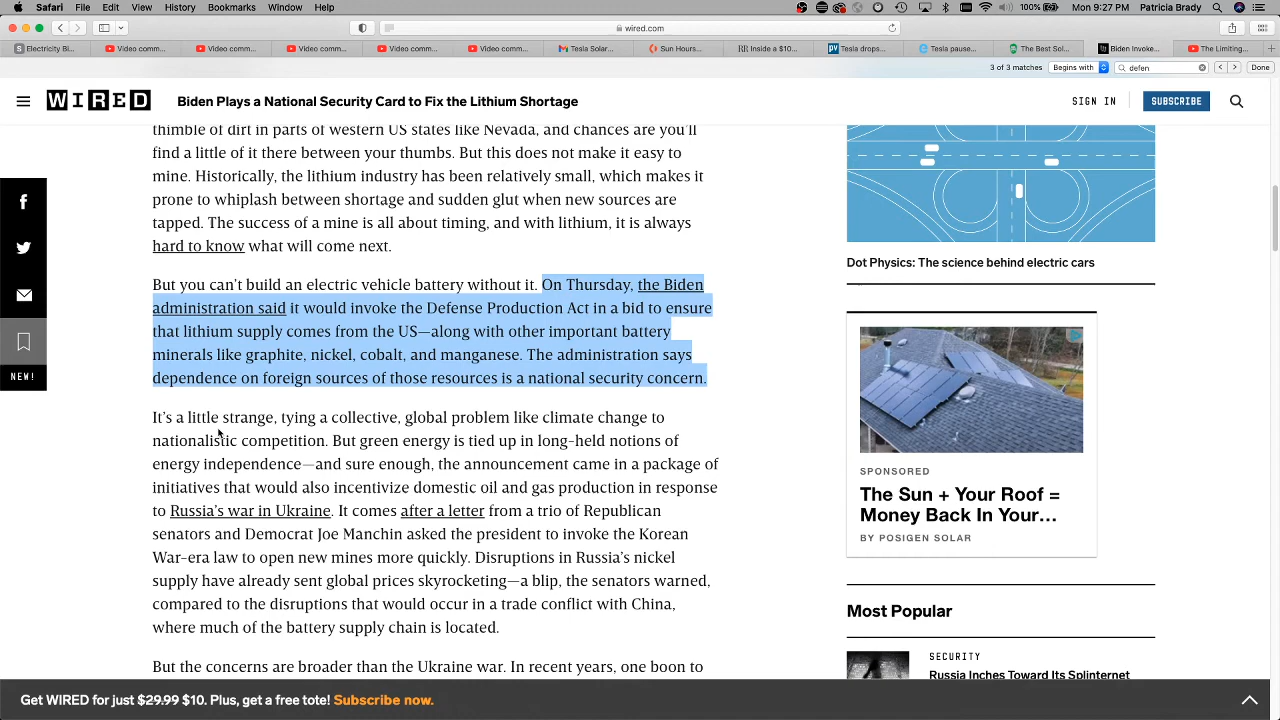 Safari File Edit View History Bookmarks Window Help 100% Mon 9:27 PM Patricia Brady
wired.com
Electricity Bi... Video comm... Video comm... Video comm... Video comm... Video comm... Gmail Tesla Solar... Sun Hours... Inside a $10... Tesla drops... Tesla pause... The Best Sol... Biden Invoke... The Limiting...
3 of 3 matches Begins with defen Done
WIRED
Biden Plays a National Security Card to Fix the Lithium Shortage
SIGN IN
SUBSCRIBE
thimble of dirt in parts of western US states like Nevada, and chances are you'll
find a little of it there between your thumbs. But this does not make it easy to
mine. Historically, the lithium industry has been relatively small, which makes it
prone to whiplash between shortage and sudden glut when new sources are
tapped. The success of a mine is all about timing, and with lithium, it is always
hard to know what will come next.
But you can't build an electric vehicle battery without it. On Thursday, the Biden
administration said it would invoke the Defense Production Act in a bid to ensure
that lithium supply comes from the US—along with other important battery
minerals like graphite, nickel, cobalt, and manganese. The administration says
dependence on foreign sources of those resources is a national security concern.
It's a little strange, tying a collective, global problem like climate change to
nationalistic competition. But green energy is tied up in long-held notions of
energy independence—and sure enough, the announcement came in a package of
initiatives that would also incentivize domestic oil and gas production in response
to Russia's war in Ukraine. It comes after a letter from a trio of Republican
senators and Democrat Joe Manchin asked the president to invoke the Korean
War-era law to open new mines more quickly. Disruptions in Russia's nickel
supply have already sent global prices skyrocketing—a blip, the senators warned,
compared to the disruptions that would occur in a trade conflict with China,
where much of the battery supply chain is located.
But the concerns are broader than the Ukraine war. In recent years, one boon to
NEW!
Dot Physics: The science behind electric cars
SPONSORED
The Sun + Your Roof =
Money Back In Your...
BY POSIGEN SOLAR
Most Popular
SECURITY
Russia Inches Toward Its Splinternet
Get WIRED for just $29.99 $10. Plus, get a free tote! Subscribe now.